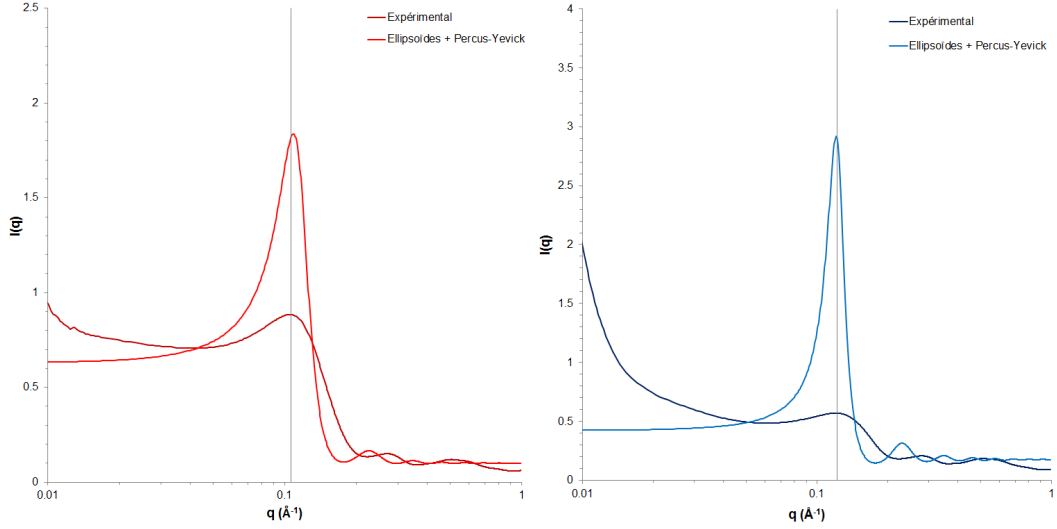 2.5
2
1.5
1
0.5
0
0.01
0.1
1
I(q)
q (Å⁻¹)
Expérimental
Ellipsoïdes + Percus-Yevick
4
3.5
3
2.5
2
1.5
1
0.5
0
0.01
0.1
1
I(q)
q (Å⁻¹)
Expérimental
Ellipsoïdes + Percus-Yevick